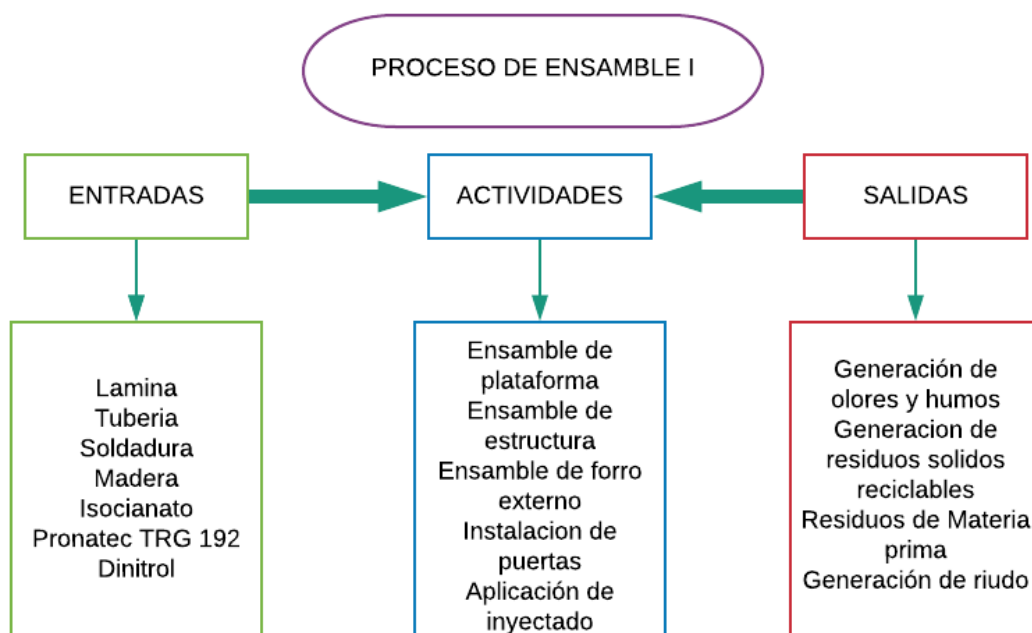 PROCESO DE ENSAMBLE I
ENTRADAS
ACTIVIDADES
SALIDAS
Lamina
Tuberia
Soldadura
Madera
Isocianato
Pronatec TRG 192
Dinitrol
Ensamble de
plataforma
Ensamble de
estructura
Ensamble de forro
externo
Instalacion de
puertas
Aplicación de
inyectado
Generación de
olores y humos
Generacion de
residuos solidos
reciclables
Residuos de Materia
prima
Generación de riudo